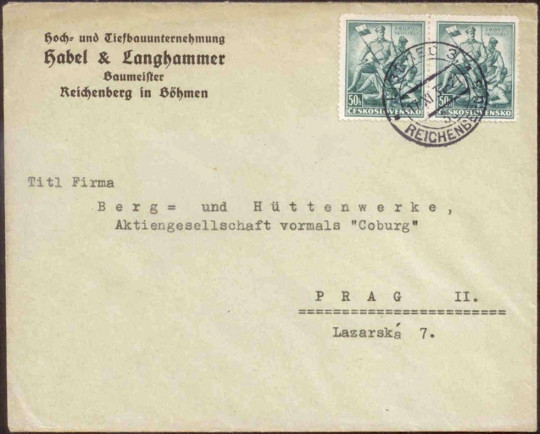 Hoch- und Tiefbauunternehmung
Habel & Langhammer
Baumeister
Reichenberg in Böhmen
50h
ČESKOSLOVENSKO
50h
ČESKOSLOVENSKO
REICHENBERG
Titl Firma
Berg= und Hüttenwerke,
Aktiengesellschaft vormals "Coburg"
PRAG II.
Lazarská 7.